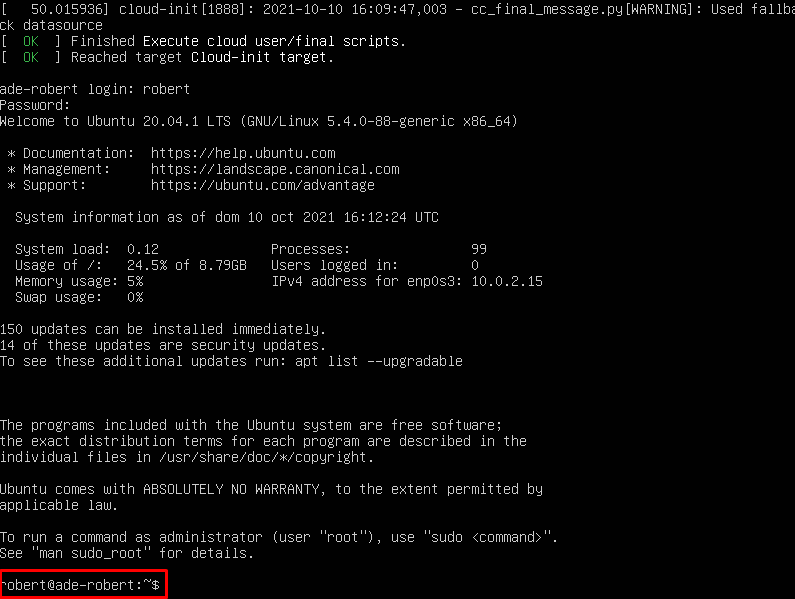 [   50.015936] cloud-init[1888]: 2021-10-10 16:09:47,003 - cc_final_message.py[WARNING]: Used fallba
ck datasource
[  OK  ] Finished Execute cloud user/final scripts.
[  OK  ] Reached target Cloud-init target.
ade-robert login: robert
Password:
Welcome to Ubuntu 20.04.1 LTS (GNU/Linux 5.4.0-88-generic x86_64)
* Documentation:  https://help.ubuntu.com
* Management:     https://landscape.canonical.com
* Support:        https://ubuntu.com/advantage
System information as of dom 10 oct 2021 16:12:24 UTC
System load:  0.12              Processes:               99
Usage of /:   24.5% of 8.79GB   Users logged in:         0
Memory usage: 5%                IPv4 address for enp0s3: 10.0.2.15
Swap usage:   0%
150 updates can be installed immediately.
14 of these updates are security updates.
To see these additional updates run: apt list --upgradable
The programs included with the Ubuntu system are free software;
the exact distribution terms for each program are described in the
individual files in /usr/share/doc/*/copyright.
Ubuntu comes with ABSOLUTELY NO WARRANTY, to the extent permitted by
applicable law.
To run a command as administrator (user "root"), use "sudo <command>".
See "man sudo_root" for details.
robert@ade-robert:~$